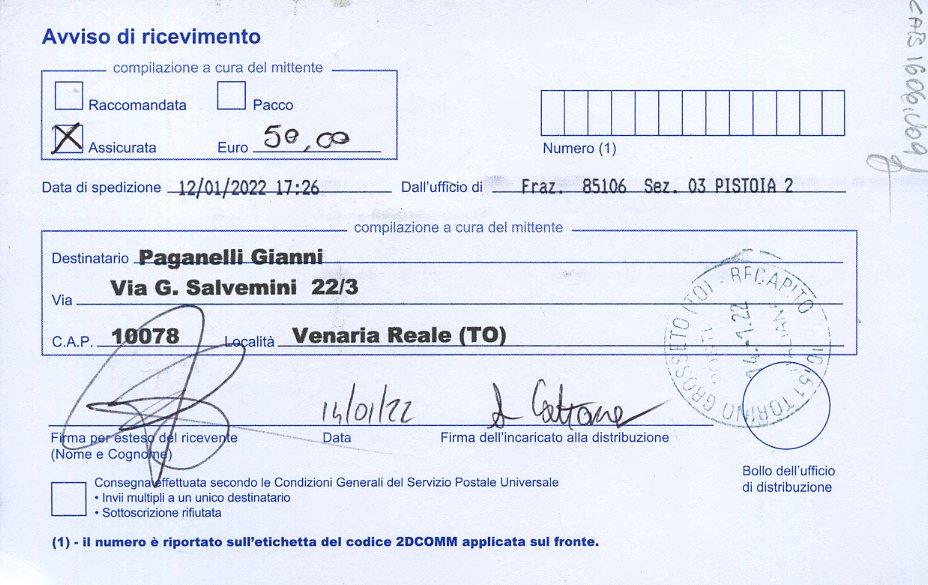 Avviso di ricevimento
compilazione a cura del mittente
Raccomandata Pacco
X Assicurata Euro 50,00
Numero (1)
Data di spedizione 12/01/2022 17:26 Dall'ufficio di Fraz. 85106 Sez. 03 PISTOIA 2
compilazione a cura del mittente
Destinatario Paganelli Gianni
Via Via G. Salvemini 22/3
C.A.P. 10078 Località Venaria Reale (TO)
RECAPITO
TORINO GROSSETO (TO)
14/01/22
Firma per esteso del ricevente Data Firma dell'incaricato alla distribuzione
(Nome e Cognome)
Bollo dell'ufficio
di distribuzione
Consegna effettuata secondo le Condizioni Generali del Servizio Postale Universale
• Invii multipli a un unico destinatario
• Sottoscrizione rifiutata
(1) - il numero è riportato sull'etichetta del codice 2DCOMM applicata sul fronte.